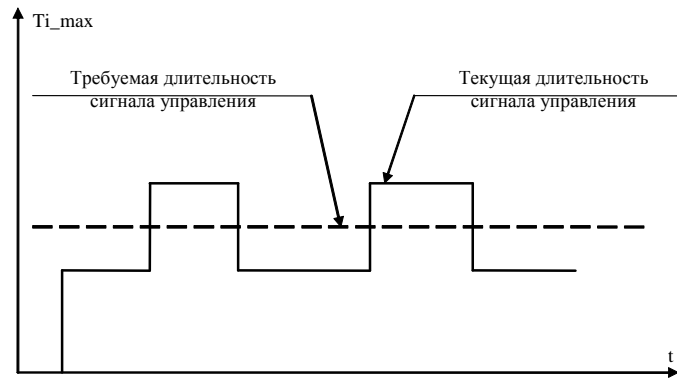 Ti_max
Требуемая длительность
сигнала управления
Текущая длительность
сигнала управления
t